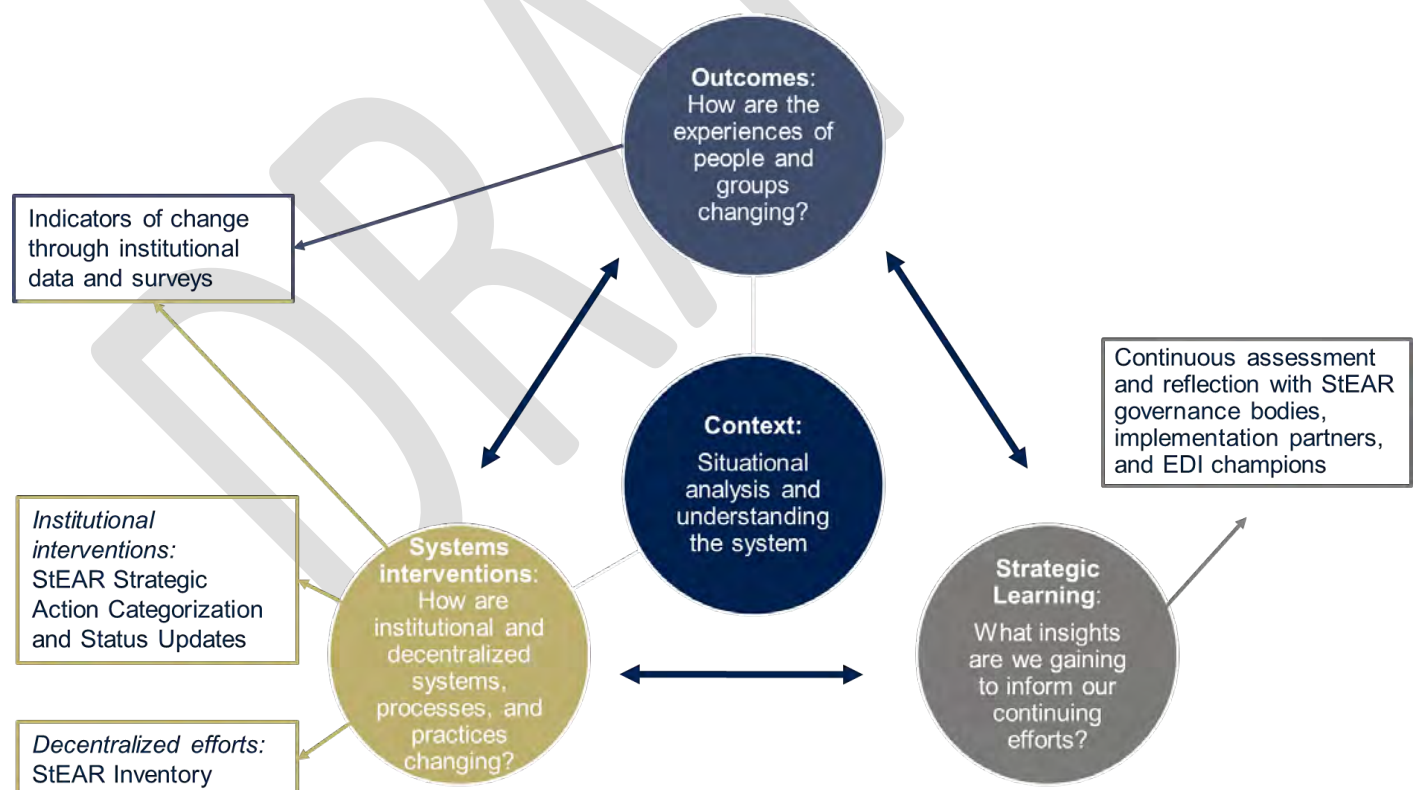 Outcomes:
How are the
experiences of
people and
groups
changing?
Indicators of change
through institutional
data and surveys
Context:
Situational
analysis and
understanding
the system
Continuous assessment
and reflection with StEAR
governance bodies,
implementation partners,
and EDI champions
Institutional
interventions:
StEAR Strategic
Action Categorization
and Status Updates
Systems
interventions:
How are
institutional and
decentralized
systems,
processes, and
practices
changing?
Strategic
Learning:
What insights
are we gaining
to inform our
continuing
efforts?
Decentralized efforts:
StEAR Inventory